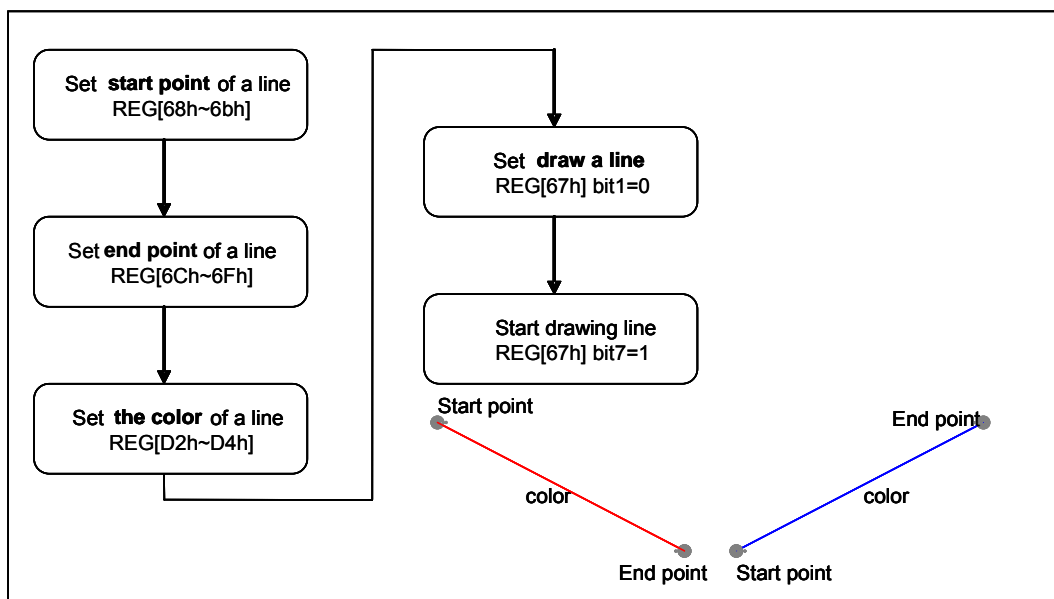 Set start point of a line
REG[68h~6bh]
Set end point of a line
REG[6Ch~6Fh]
Set the color of a line
REG[D2h~D4h]
Set draw a line
REG[67h] bit1=0
Start drawing line
REG[67h] bit7=1
Start point
color
End point
End point
color
Start point